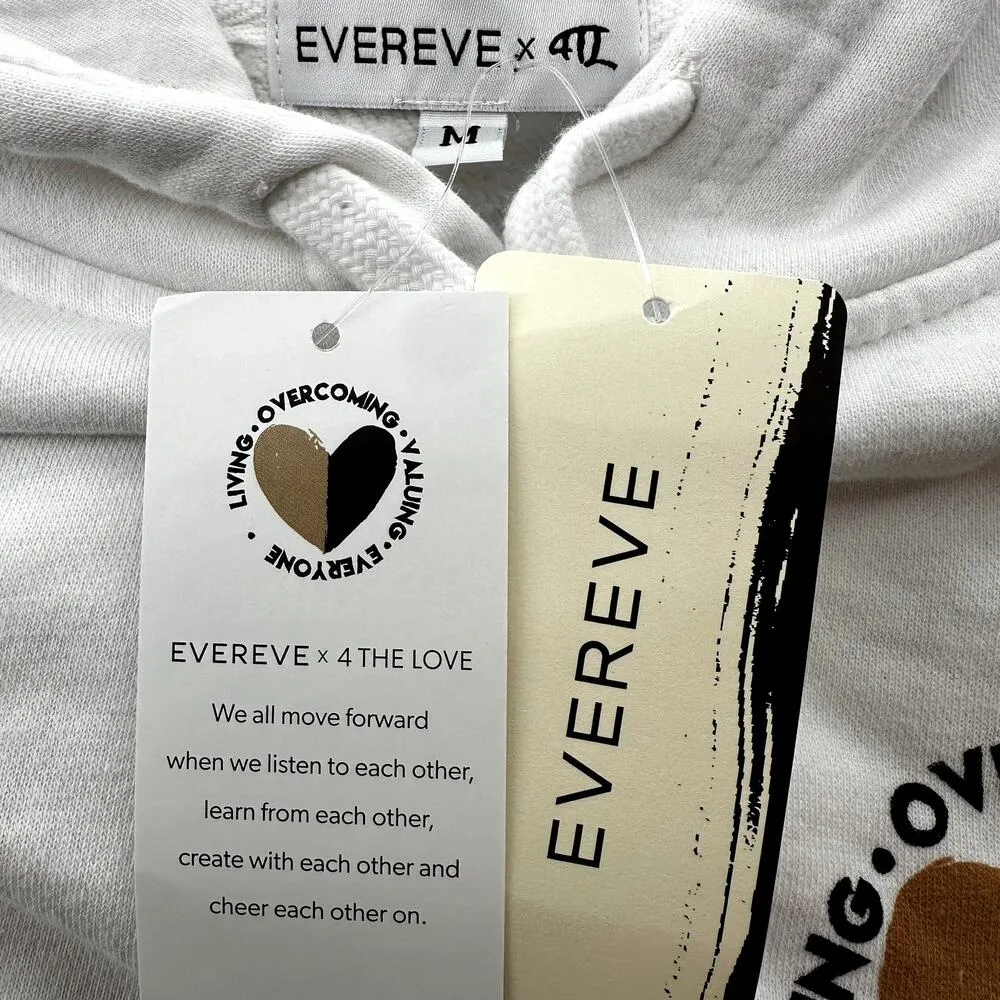 EVEREVE x 4TL
M
LIVING • OVERCOMING • VALUING • EVERYONE •
EVEREVE x 4 THE LOVE
We all move forward
when we listen to each other,
learn from each other,
create with each other and
cheer each other on.
EVEREVE
ING • OV